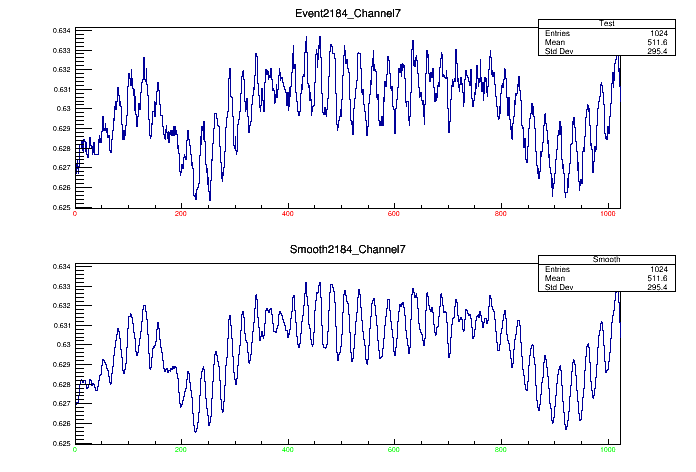 Event2184_Channel7
Test
Entries 1024
Mean 511.6
Std Dev 295.4
0.634
0.633
0.632
0.631
0.63
0.629
0.628
0.627
0.626
0.625
0 200 400 600 800 1000
Smooth2184_Channel7
Smooth
Entries 1024
Mean 511.6
Std Dev 295.4
0.634
0.633
0.632
0.631
0.63
0.629
0.628
0.627
0.626
0.625
0 200 400 600 800 1000